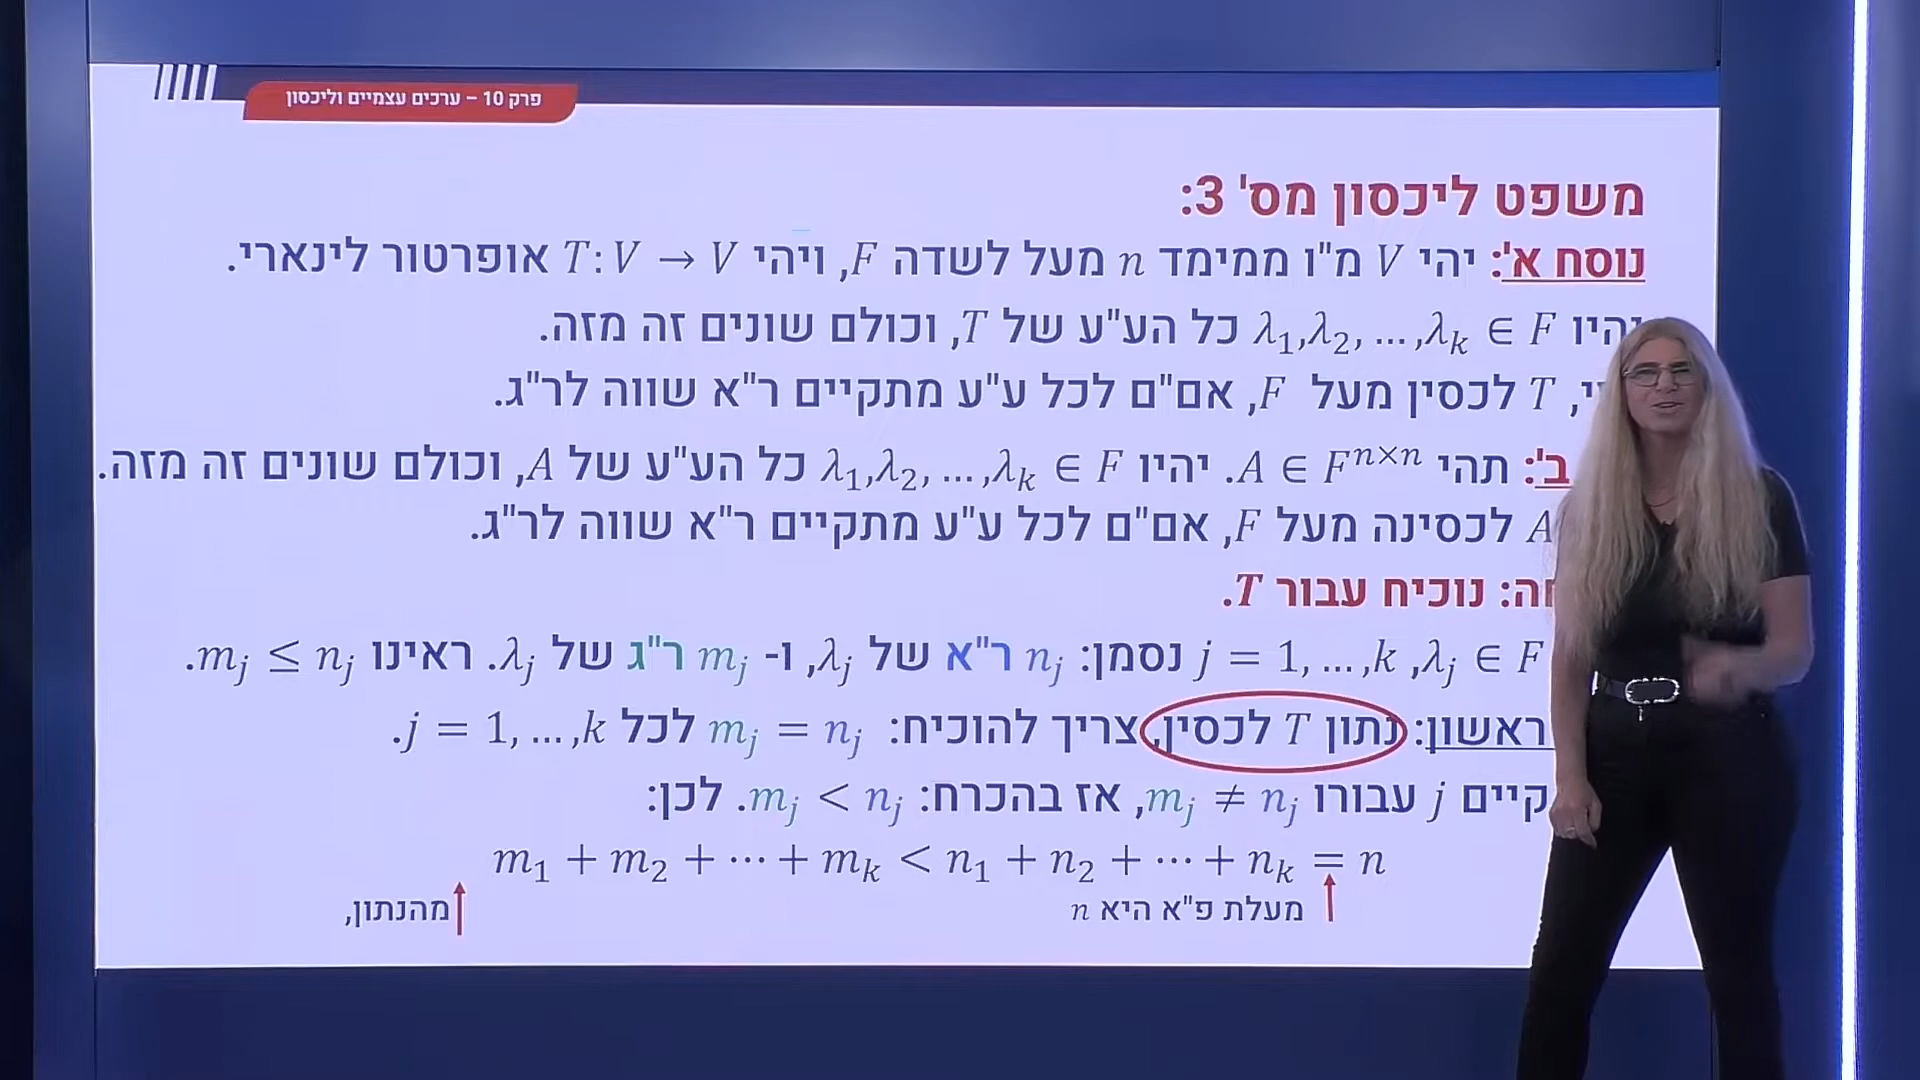 פרק 10 – ערכים עצמיים וליכסון
משפט ליכסון מס' 3:
נוסח א': יהי V מ"ו ממימד n מעל לשדה F, ויהי T: V → V אופרטור לינארי.
יהיו λ₁,λ₂, …,λₖ ∈ F כל הע"ע של T, וכולם שונים זה מזה.
T לכסין מעל F, אם"ם לכל ע"ע מתקיים ר"א שווה לר"ג.
ב': תהי A ∈ Fⁿˣⁿ. יהיו λ₁,λ₂, …,λₖ ∈ F כל הע"ע של A, וכולם שונים זה מזה.
A לכסינה מעל F, אם"ם לכל ע"ע מתקיים ר"א שווה לר"ג.
נוכיח עבור T.
j = 1, …,k ,λⱼ ∈ F נסמן: nⱼ ר"א של λⱼ, ו- mⱼ ר"ג של λⱼ. ראינו mⱼ ≤ nⱼ.
ראשון: נתון T לכסין, צריך להוכיח: mⱼ = nⱼ לכל j = 1, …,k.
קיים j עבורו mⱼ ≠ nⱼ, אז בהכרח: mⱼ < nⱼ. לכן:
m₁ + m₂ + ⋯ + mₖ < n₁ + n₂ + ⋯ + nₖ = n
מעלת פ"א היא n
מהנתון,